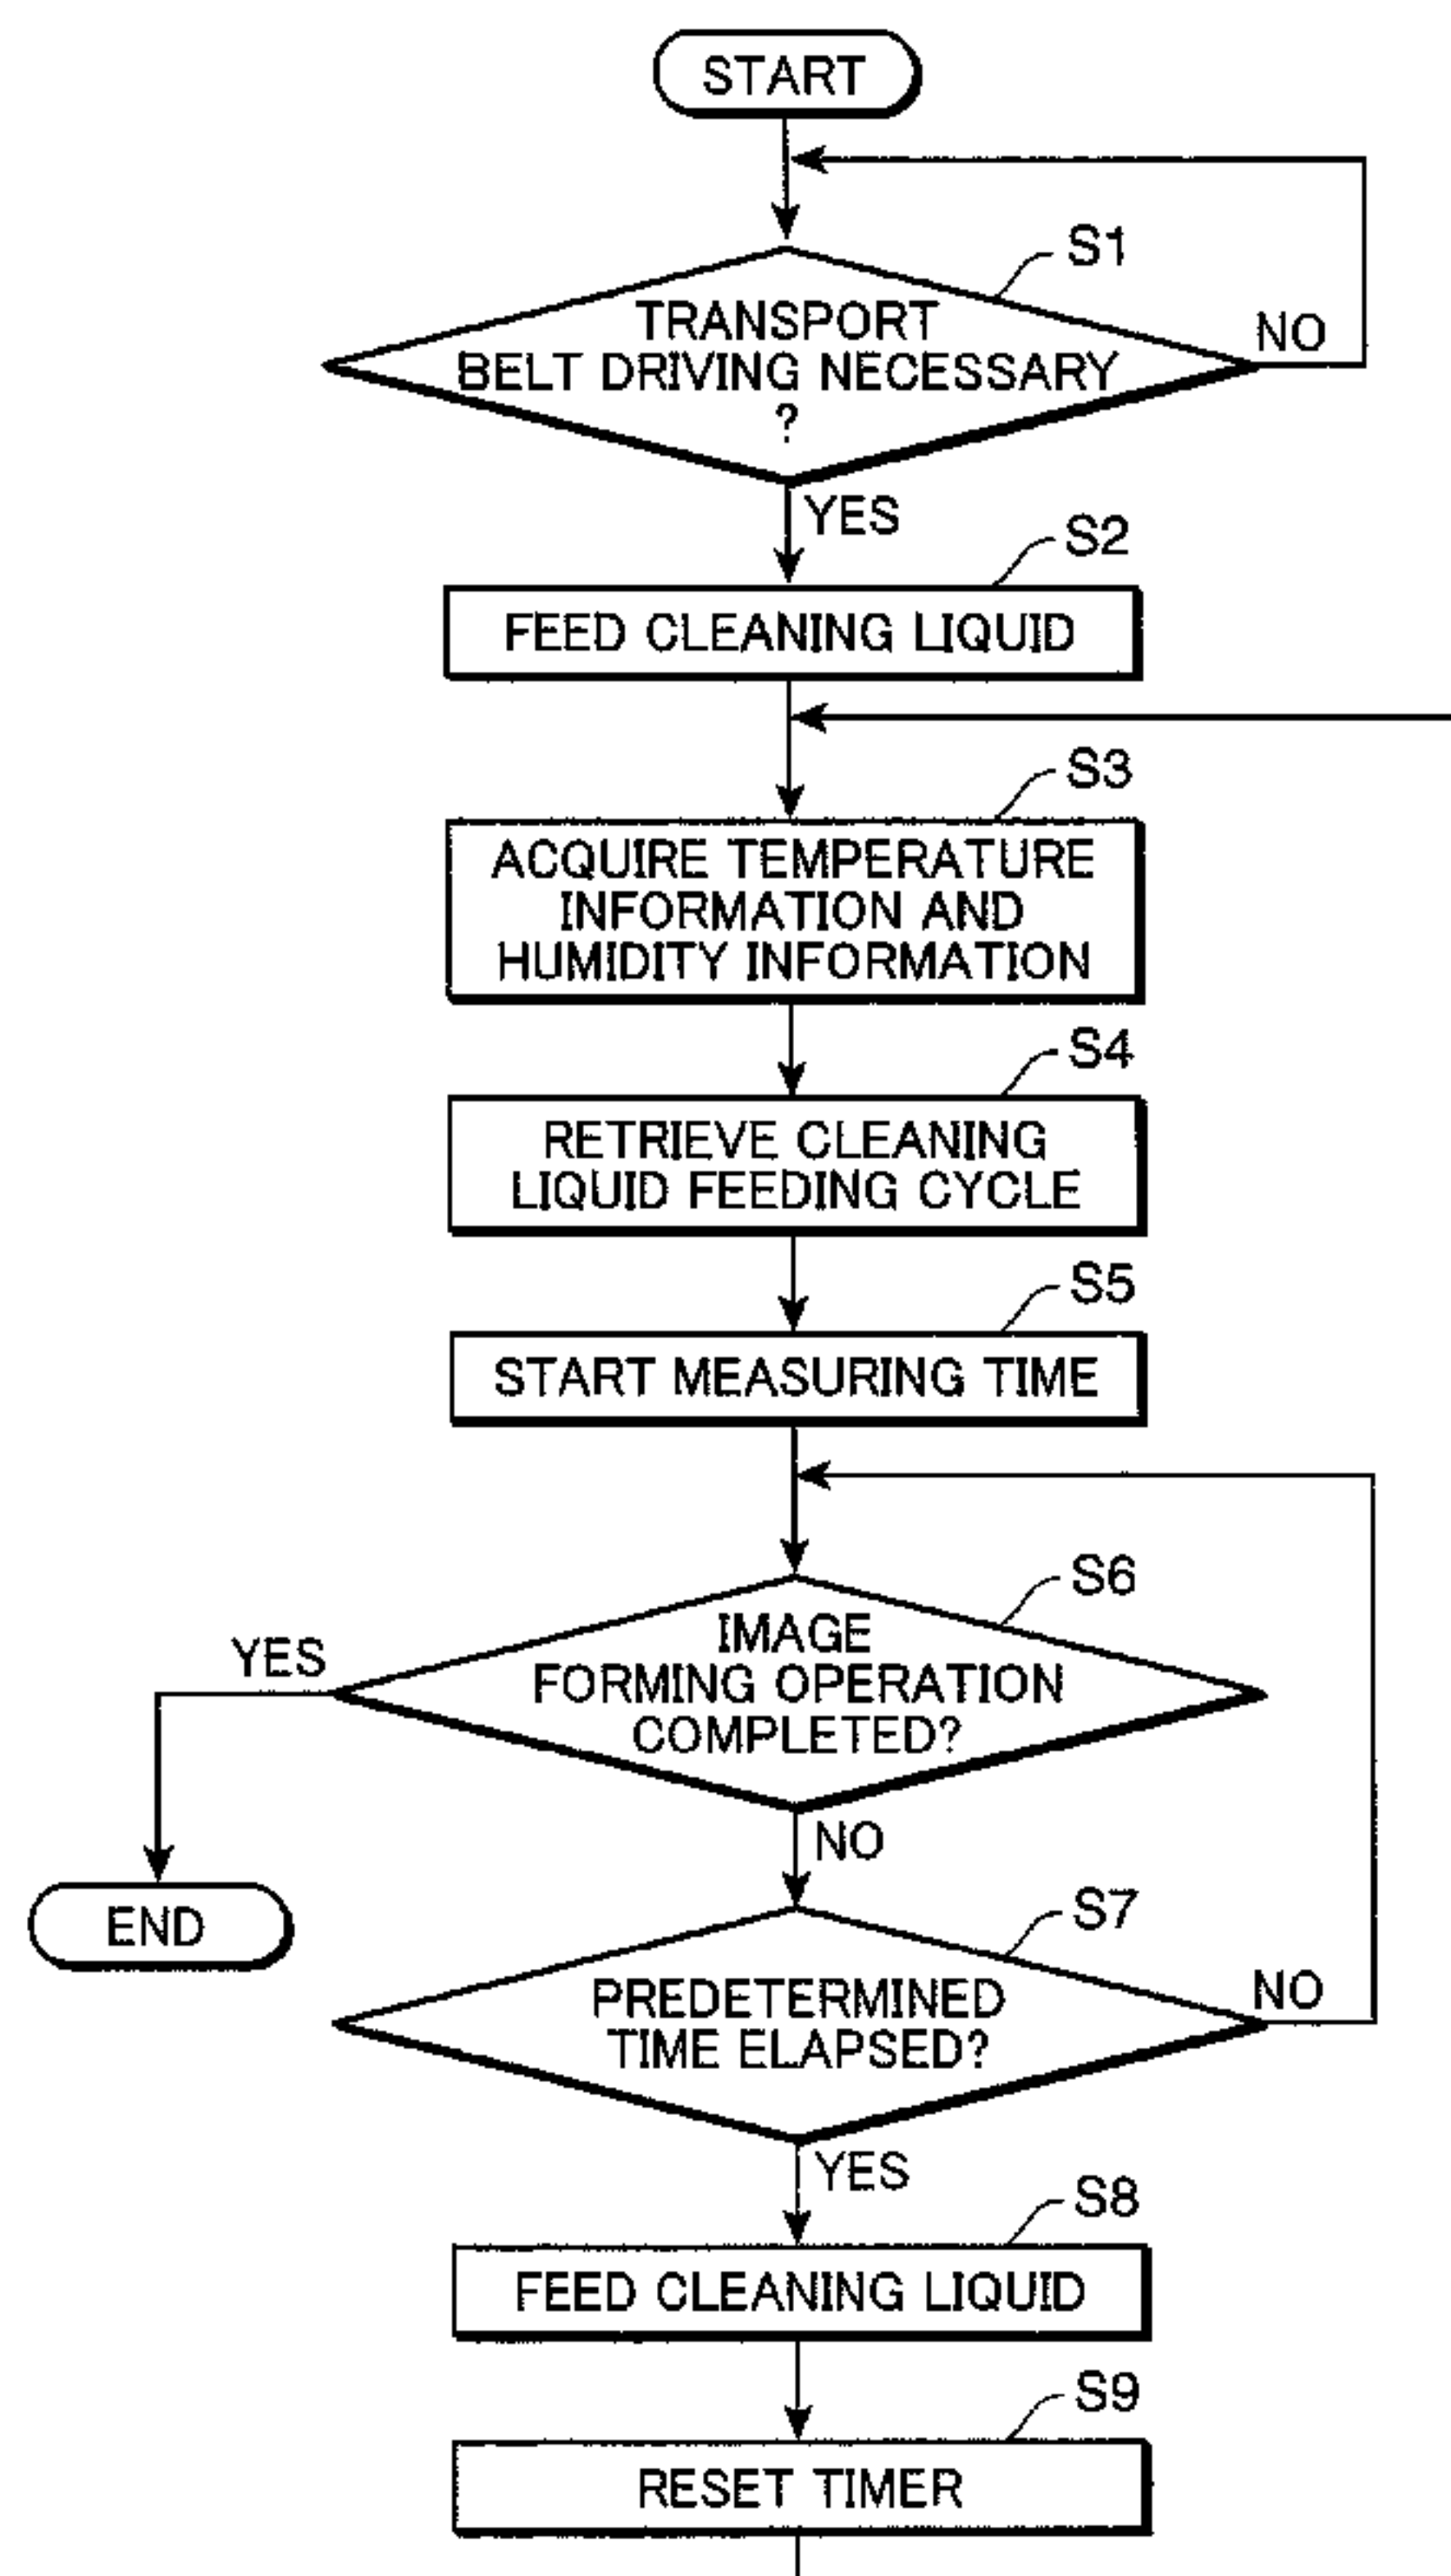 START
S1
TRANSPORT
BELT DRIVING NECESSARY
?
NO
YES
S2
FEED CLEANING LIQUID
S3
ACQUIRE TEMPERATURE
INFORMATION AND
HUMIDITY INFORMATION
S4
RETRIEVE CLEANING
LIQUID FEEDING CYCLE
S5
START MEASURING TIME
S6
IMAGE
FORMING OPERATION
COMPLETED?
YES
NO
END
S7
PREDETERMINED
TIME ELAPSED?
NO
YES
S8
FEED CLEANING LIQUID
S9
RESET TIMER